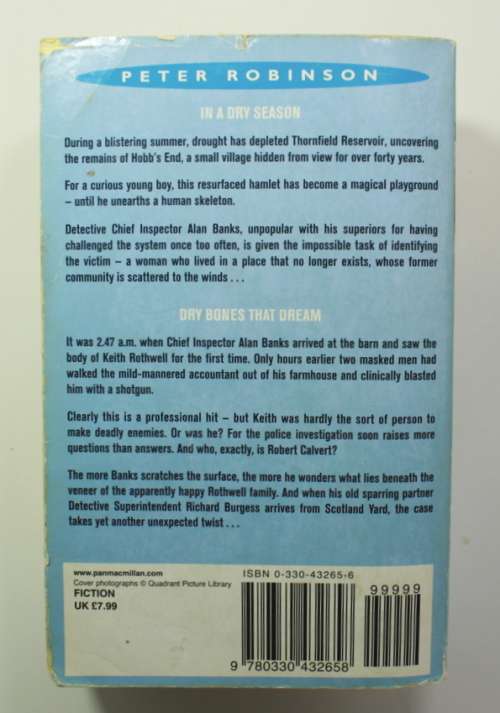 PETER ROBINSON
IN A DRY SEASON
During a blistering summer, drought has depleted Thornfield Reservoir, uncovering
the remains of Hobb's End, a small village hidden from view for over forty years.
For a curious young boy, this resurfaced hamlet has become a magical playground
– until he unearths a human skeleton.
Detective Chief Inspector Alan Banks, unpopular with his superiors for having
challenged the system once too often, is given the impossible task of identifying
the victim – a woman who lived in a place that no longer exists, whose former
community is scattered to the winds . . .
DRY BONES THAT DREAM
It was 2.47 a.m. when Chief Inspector Alan Banks arrived at the barn and saw the
body of Keith Rothwell for the first time. Only hours earlier two masked men had
walked the mild-mannered accountant out of his farmhouse and clinically blasted
him with a shotgun.
Clearly this is a professional hit – but Keith was hardly the sort of person to
make deadly enemies. Or was he? For the police investigation soon raises more
questions than answers. And who, exactly, is Robert Calvert?
The more Banks scratches the surface, the more he wonders what lies beneath the
veneer of the apparently happy Rothwell family. And when his old sparring partner
Detective Superintendent Richard Burgess arrives from Scotland Yard, the case
takes yet another unexpected twist . . .
www.panmacmillan.com
Cover photographs © Quadrant Picture Library
FICTION
UK £7.99
ISBN 0-330-43265-6
99999
9 780330 432658